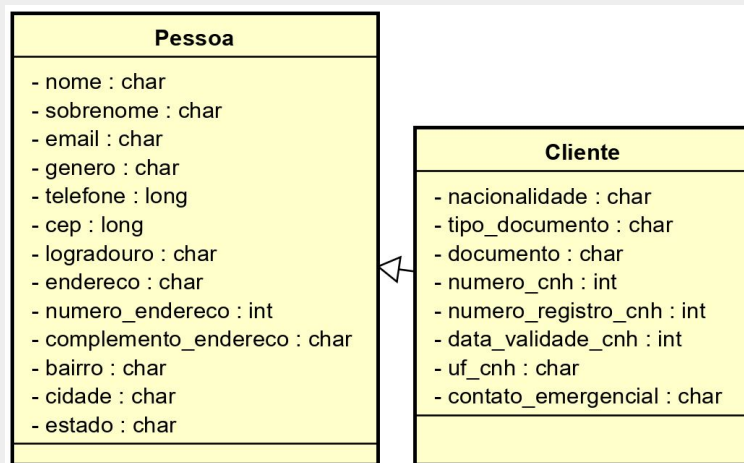 Pessoa
- nome : char
- sobrenome : char
- email : char
- genero : char
- telefone : long
- cep : long
- logradouro : char
- endereco : char
- numero_endereco : int
- complemento_endereco : char
- bairro : char
- cidade : char
- estado : char
Cliente
- nacionalidade : char
- tipo_documento : char
- documento : char
- numero_cnh : int
- numero_registro_cnh : int
- data_validade_cnh : int
- uf_cnh : char
- contato_emergencial : char